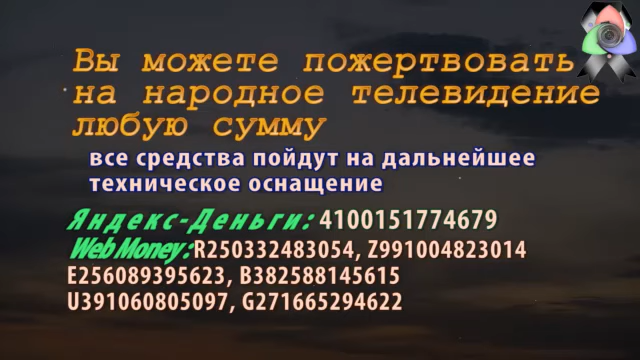 Вы можете пожертвовать
на народное телевидение
любую сумму
все средства пойдут на дальнейшее
техническое оснащение
Яндекс-Деньги: 4100151774679
Web Money: R250332483054, Z991004823014
E256089395623, B382588145615
U391060805097, G271665294622